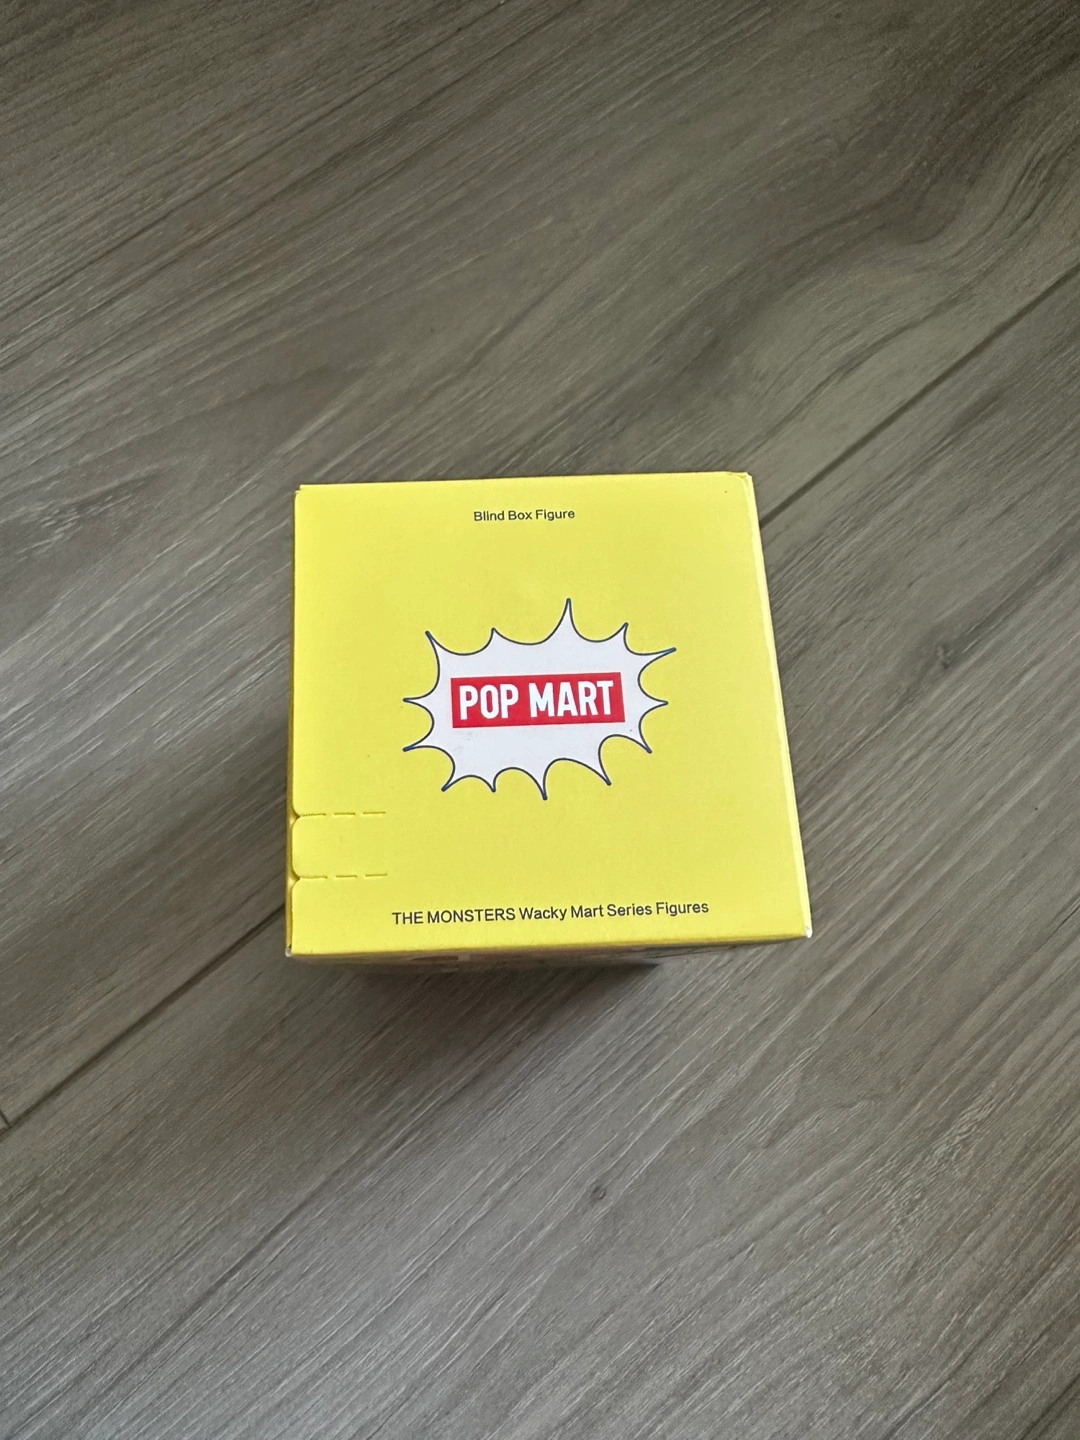 Blind Box Figure
POP MART
THE MONSTERS Wacky Mart Series Figures